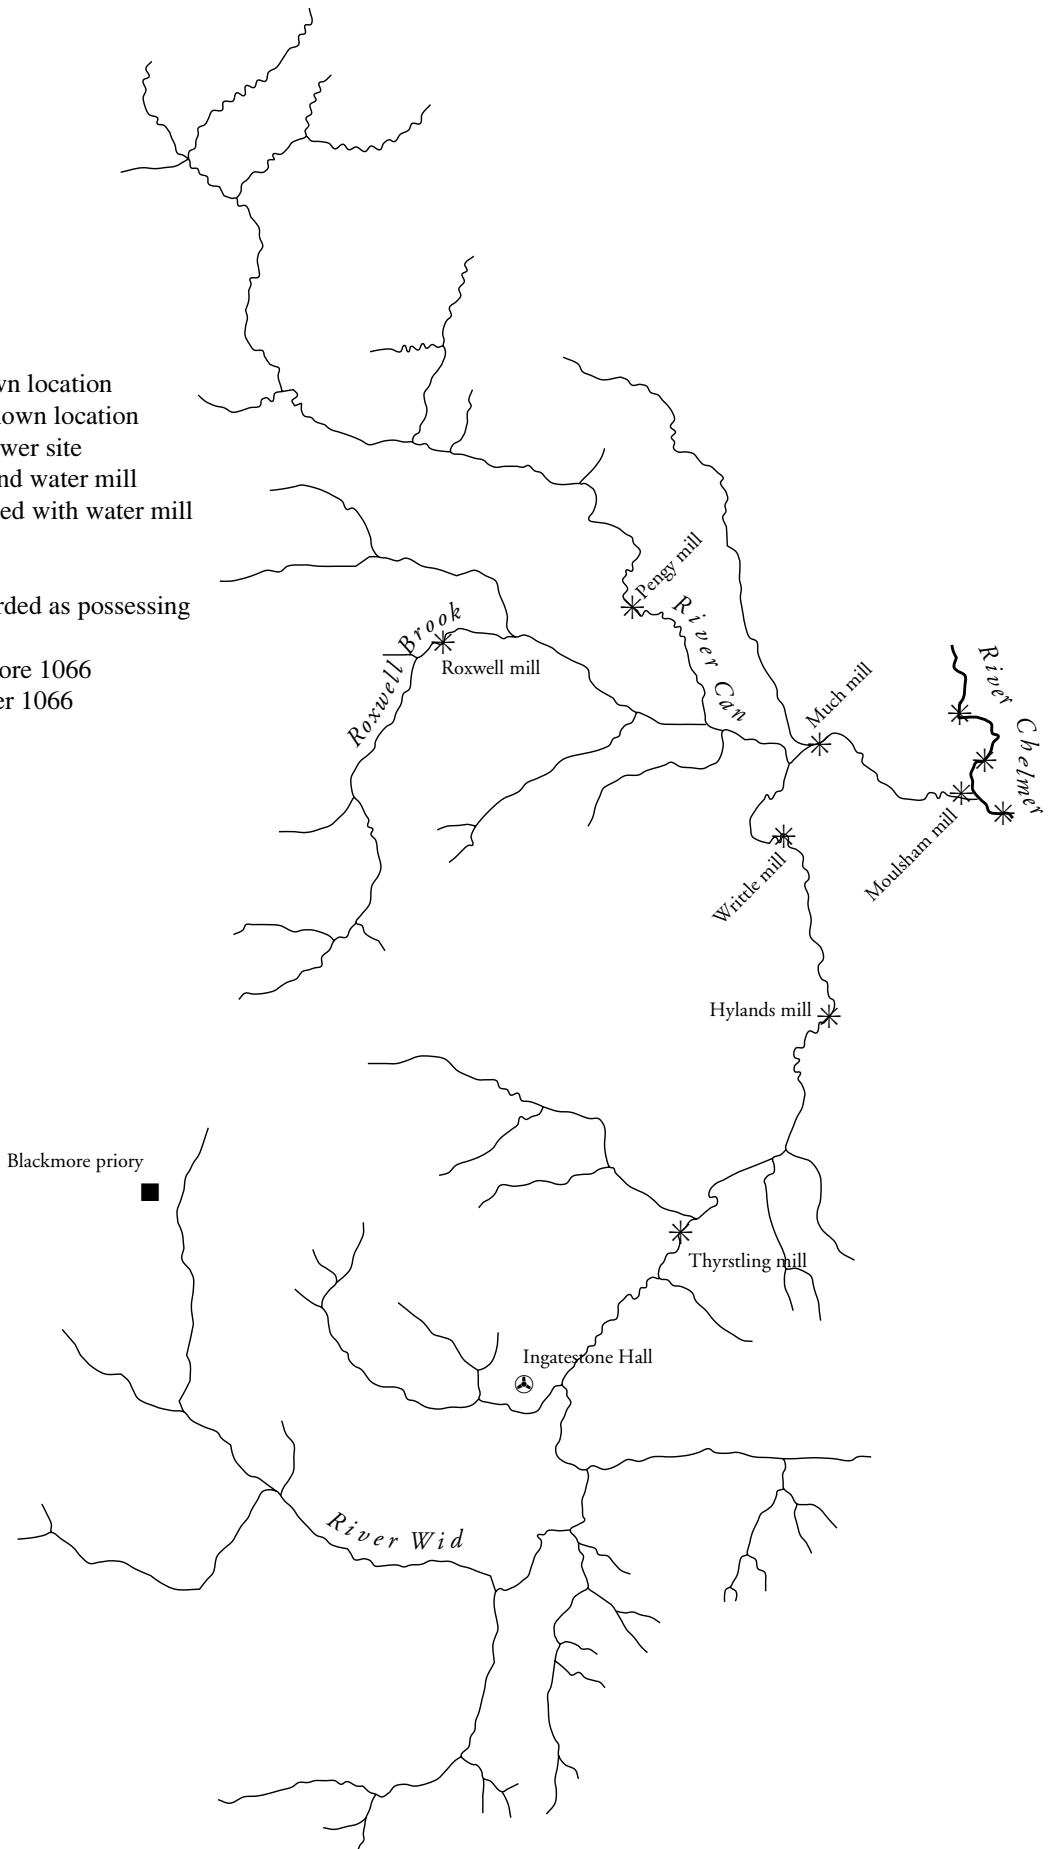 wn location
own location
wer site
nd water mill
ed with water mill
rded as possessing
ore 1066
er 1066
Pengy mill
River Can
Roxwell Brook
Roxwell mill
Much mill
River Chelmer
Moulsham mill
Writtle mill
Hylands mill
Blackmore priory
Thyrstling mill
Ingatestone Hall
River Wid